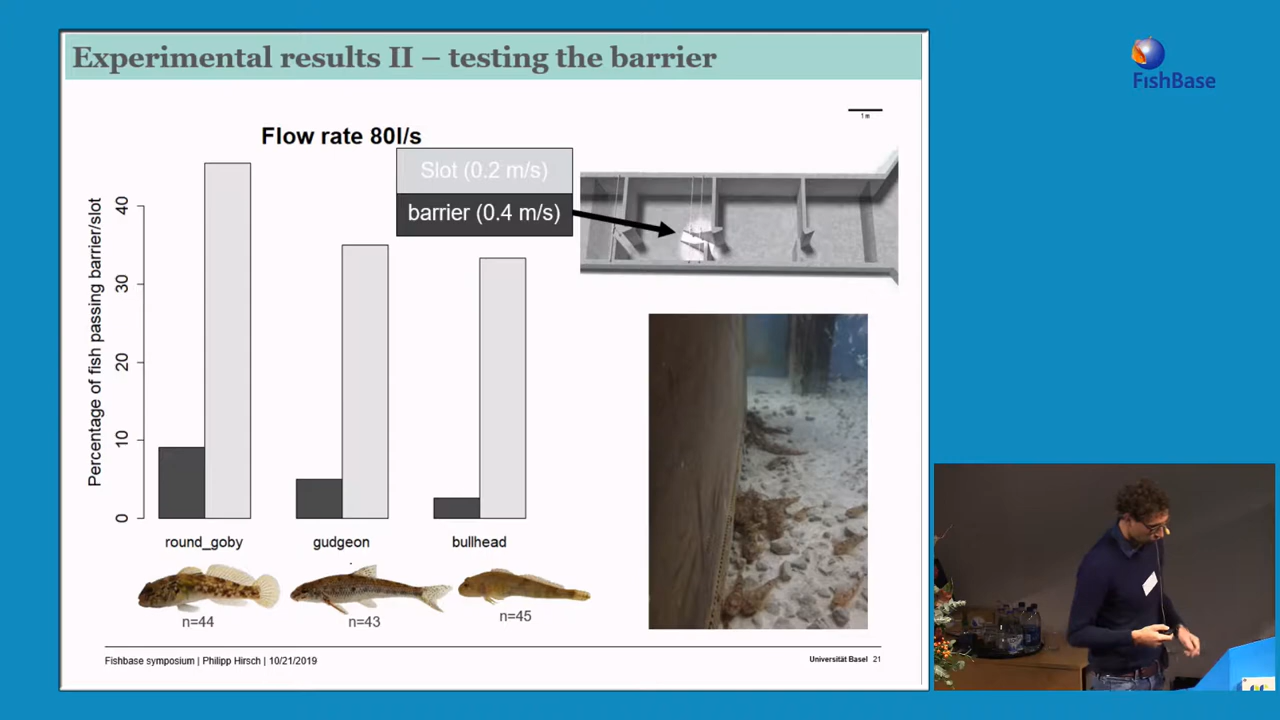 Experimental results II – testing the barrier
FishBase
1 m
Flow rate 80l/s
Slot (0.2 m/s)
barrier (0.4 m/s)
Percentage of fish passing barrier/slot
40
30
20
10
0
round_goby
gudgeon
bullhead
n=44
n=43
n=45
Fishbase symposium | Philipp Hirsch | 10/21/2019
Universität Basel 21